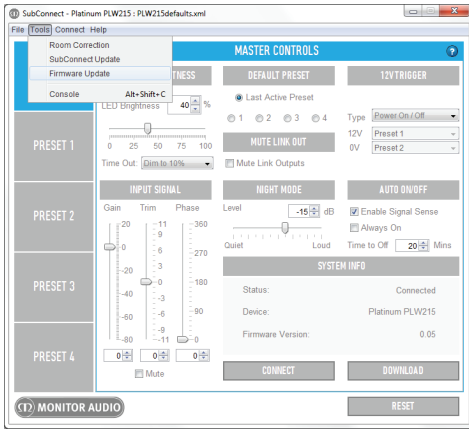 SubConnect - Platinum PLW215 : PLW215defaults.xml
File Tools Connect Help
Room Correction
SubConnect Update
Firmware Update
Console Alt+Shift+C
MASTER CONTROLS
?
TNESS
LED Brightness 40 %
0 25 50 75 100
Time Out: Dim to 10%
DEFAULT PRESET
Last Active Preset
1 2 3 4
MUTE LINK OUT
Mute Link Outputs
12V TRIGGER
Type Power On / Off
12V Preset 1
0V Preset 2
PRESET 1
PRESET 2
PRESET 3
PRESET 4
INPUT SIGNAL
Gain Trim Phase
20 11 360
9
0 6 270
3
-20 0 180
-40 -3
-6 90
-60 -9
-80 -11 0
0 0 0
Mute
NIGHT MODE
Level -15 dB
Quiet Loud
AUTO ON/OFF
Enable Signal Sense
Always On
Time to Off 20 Mins
SYSTEM INFO
Status: Connected
Device: Platinum PLW215
Firmware Version: 0.05
CONNECT DOWNLOAD
MONITOR AUDIO
RESET